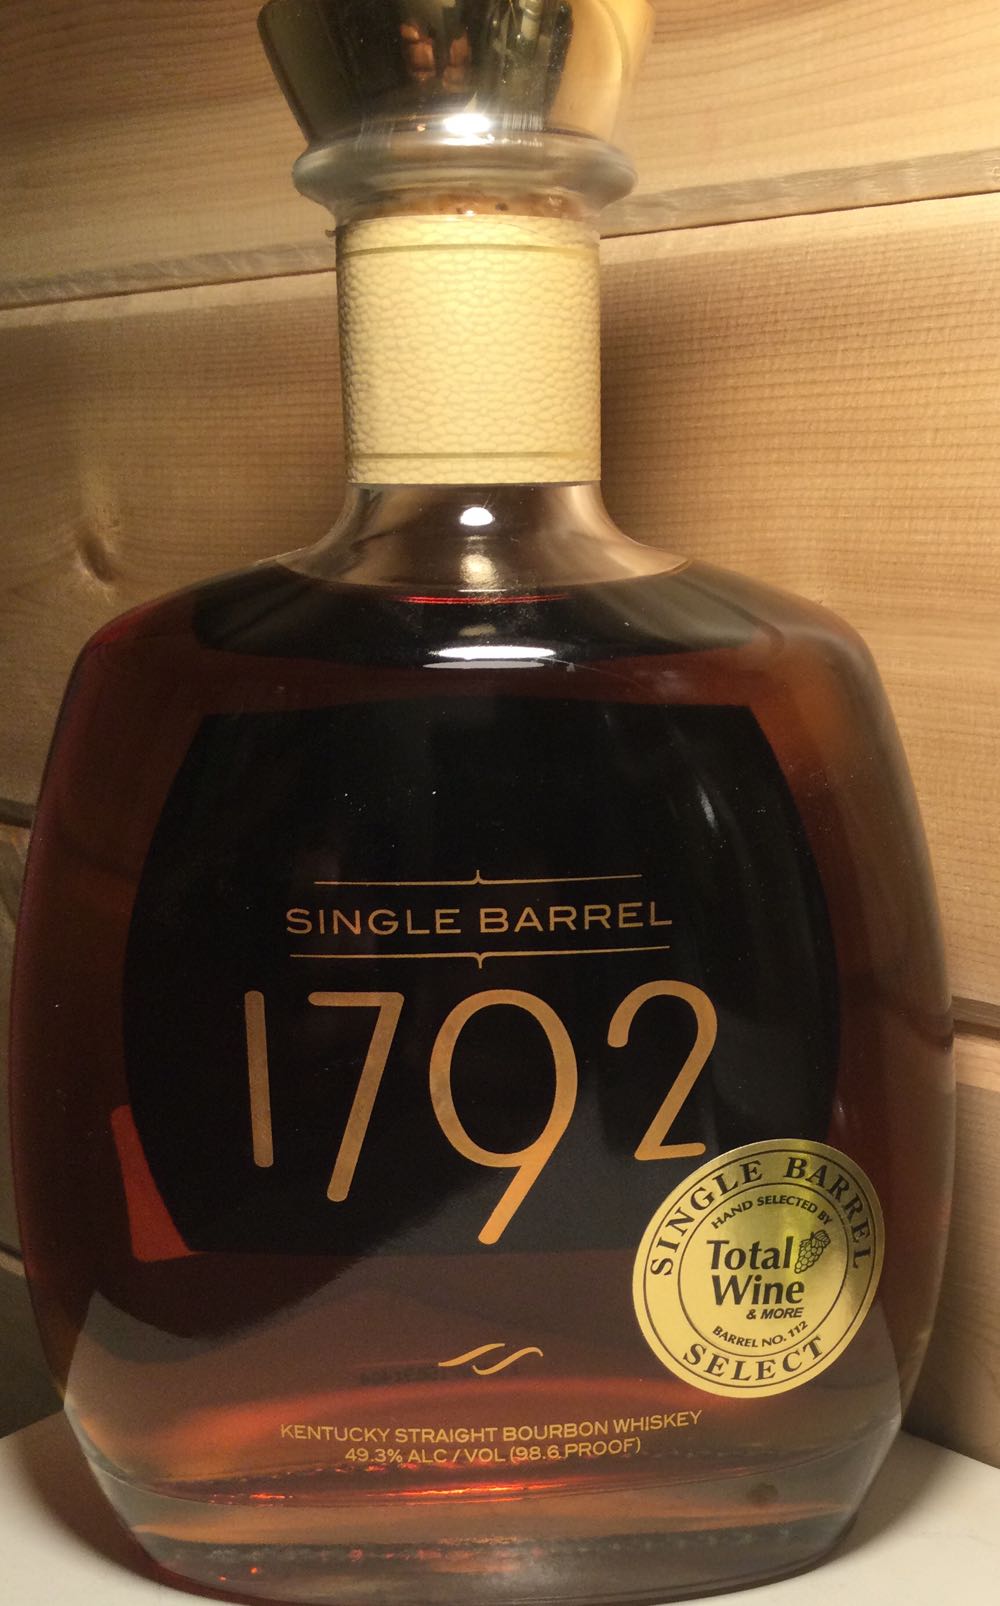 SINGLE BARREL
1792
SINGLE BARREL
HAND SELECTED BY
Total
Wine
& MORE
BARREL NO. 112
SELECT
KENTUCKY STRAIGHT BOURBON WHISKEY
49.3% ALC / VOL (98.6 PROOF)